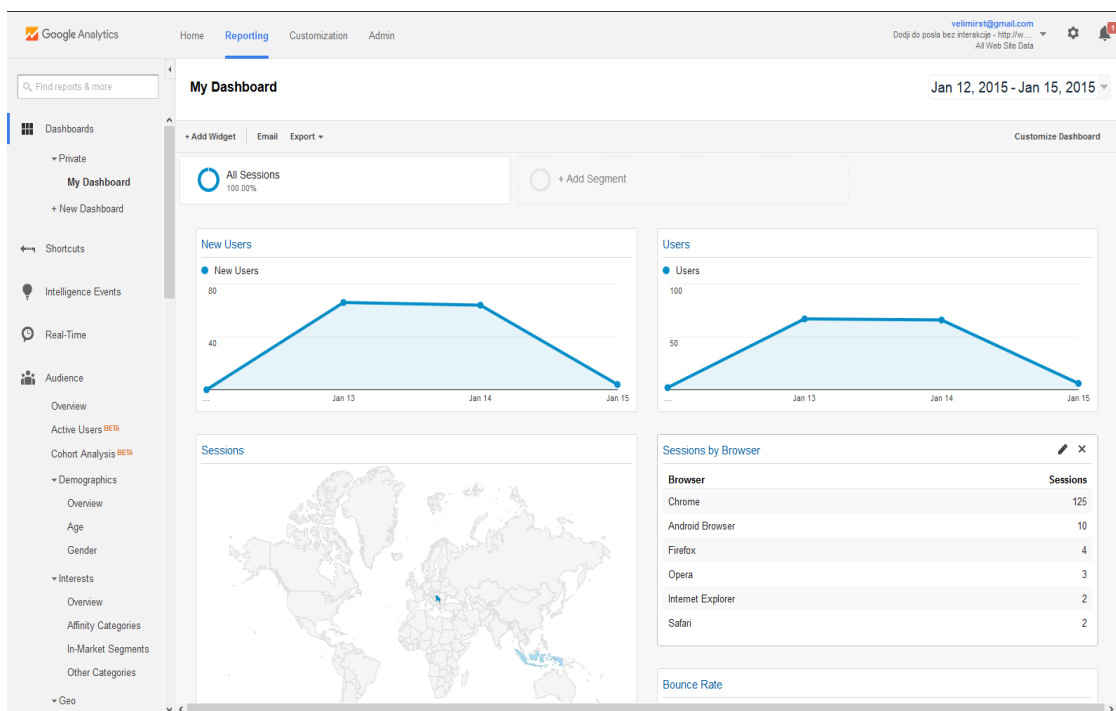 velimirst@gmail.com
Google Analytics
Home Reporting Customization Admin
Dodji do posla bez interakcije - http://w...
All Web Site Data
1
Find reports & more
My Dashboard
Jan 12, 2015 - Jan 15, 2015
Dashboards
Private
My Dashboard
+ New Dashboard
Shortcuts
Intelligence Events
Real-Time
Audience
Overview
Active Users BETA
Cohort Analysis BETA
Demographics
Overview
Age
Gender
Interests
Overview
Affinity Categories
In-Market Segments
Other Categories
Geo
+ Add Widget Email Export Customize Dashboard
All Sessions
100.00%
+ Add Segment
New Users
New Users
80
40
... Jan 13 Jan 14 Jan 15
Users
Users
100
50
... Jan 13 Jan 14 Jan 15
Sessions
Sessions by Browser
Browser Sessions
Chrome 125
Android Browser 10
Firefox 4
Opera 3
Internet Explorer 2
Safari 2
Bounce Rate